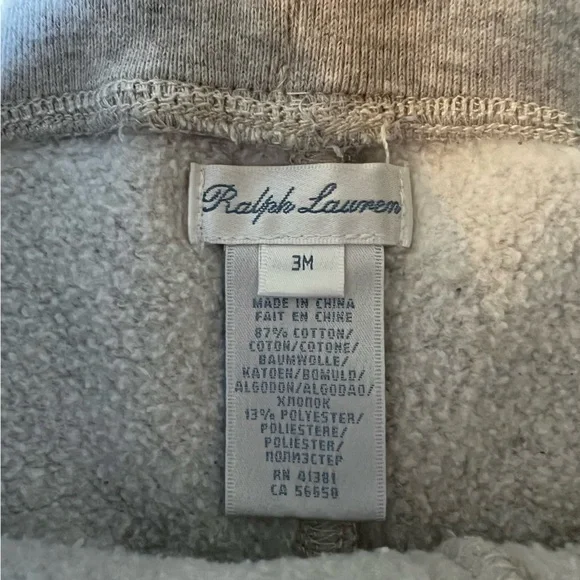 Ralph Lauren
3M
MADE IN CHINA
FAIT EN CHINE
87% COTTON/
COTON/COTONE/
BAUMWOLLE/
KATOEN/BOMULD/
ALGODON/ALGODAO/
ХЛОПОК
13% POLYESTER/
POLIESTERE/
POLIESTER/
ПОЛИЭСТЕР
RN 41381
CA 56650